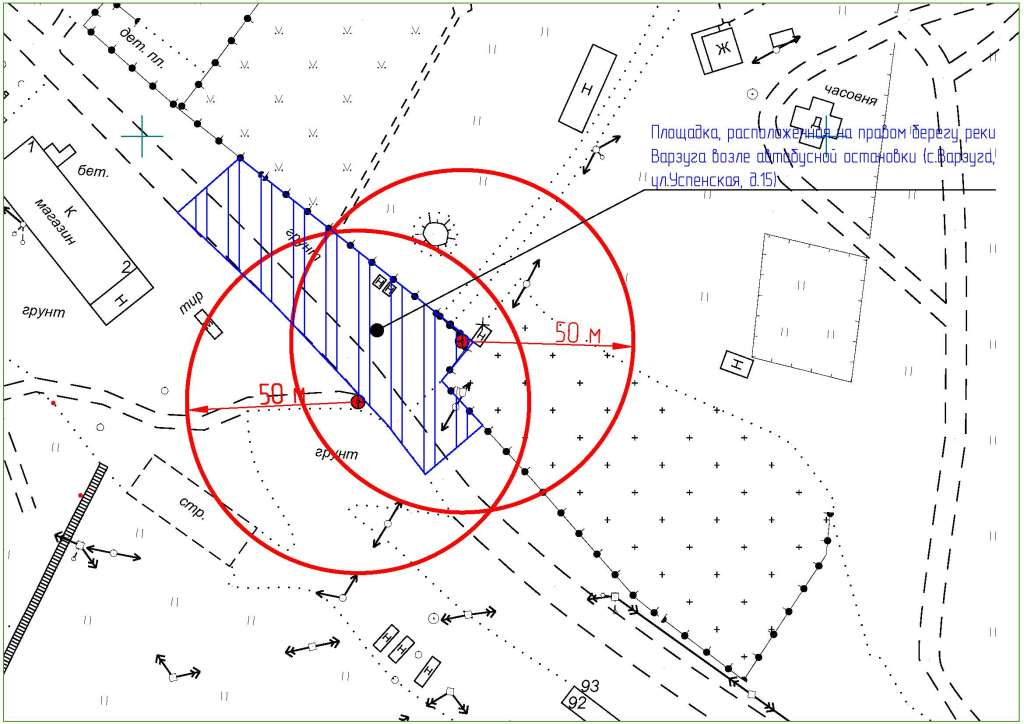 дет. пл.
Н
Ж
часовня
Д
Площадка, расположенная на правом берегу реки
Варзуга возле автобусной остановки (с.Варзуга,
ул.Успенская, д.15)
1
бет.
К
магазин
2
Н
грунт
грунт
тир
Н
Н
Н
50 м
Н
50 м
грунт
стр.
Н
Н
Н
93
92